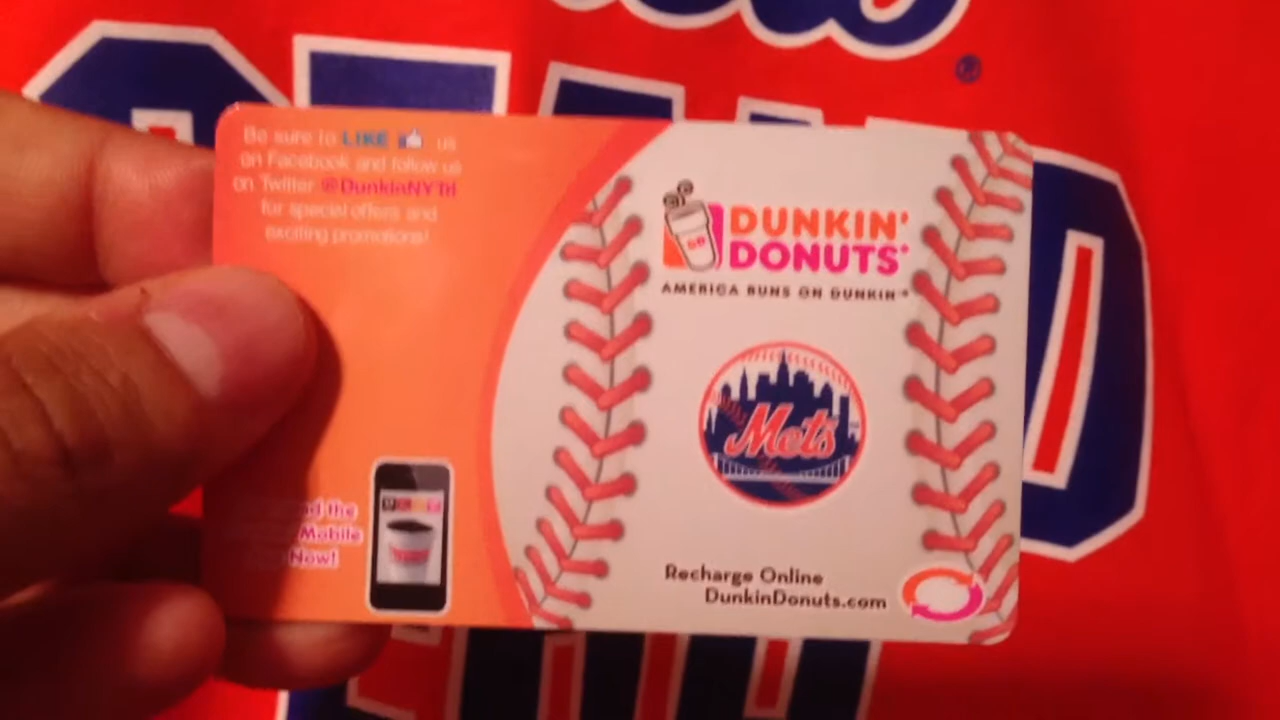 ®
Be sure to LIKE us
on Facebook and follow us
on Twitter @DunkinNYTri
for special offers and
exciting promotions!
DUNKIN'
DONUTS
AMERICA RUNS ON DUNKIN'
Mets
the
Mobile
Now!
Recharge Online
DunkinDonuts.com